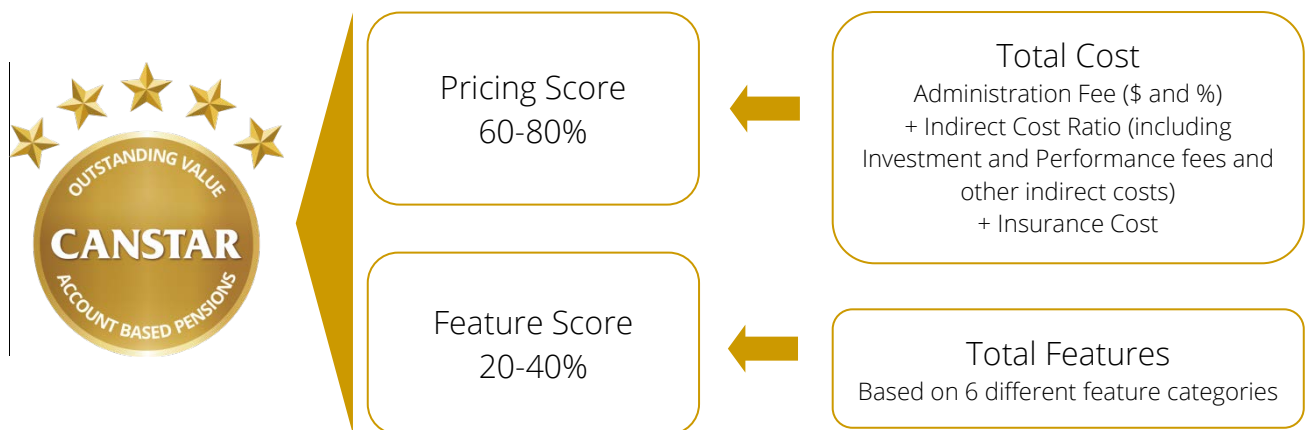 OUTSTANDING VALUE
CANSTAR
ACCOUNT BASED PENSIONS
Pricing Score
60-80%
Total Cost
Administration Fee ($ and %)
+ Indirect Cost Ratio (including
Investment and Performance fees and
other indirect costs)
+ Insurance Cost
Feature Score
20-40%
Total Features
Based on 6 different feature categories